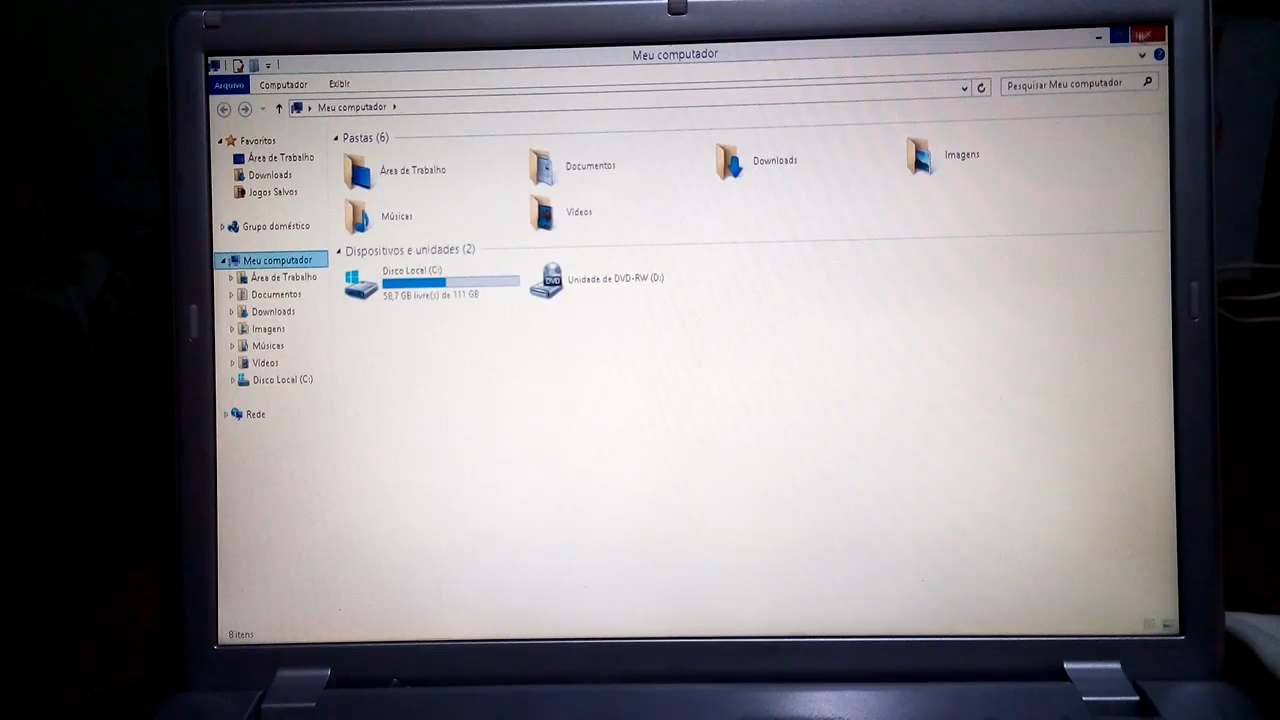 Meu computador
Arquivo Computador Exibir
Meu computador
Pesquisar Meu computador
Favoritos
Área de Trabalho
Downloads
Jogos Salvos
Grupo doméstico
Meu computador
Área de Trabalho
Documentos
Downloads
Imagens
Músicas
Vídeos
Disco Local (C:)
Rede
Pastas (6)
Área de Trabalho
Documentos
Downloads
Imagens
Músicas
Vídeos
Dispositivos e unidades (2)
Disco Local (C:)
58,7 GB livre(s) de 111 GB
DVD
Unidade de DVD-RW (D:)
8 itens